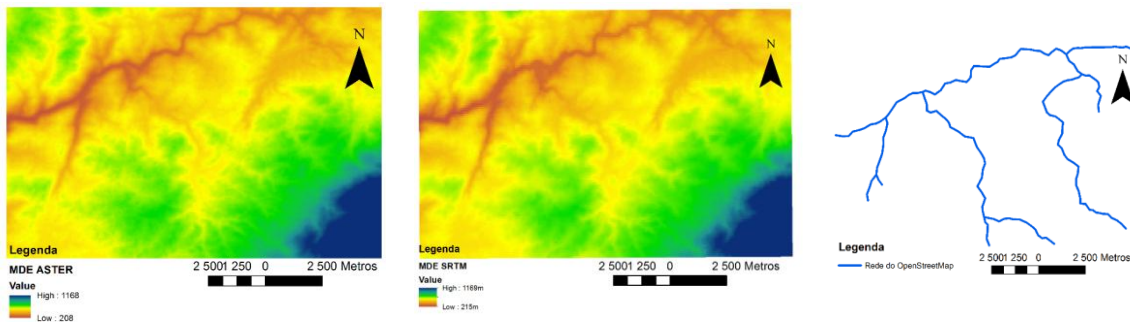 N
Legenda
MDE ASTER
Value
High : 1168
Low : 208
2 5001 250 0 2 500 Metros
N
Legenda
MDE SRTM
Value
High : 1169m
Low : 215m
2 5001 250 0 2 500 Metros
N
Legenda
Rede do OpenStreetMap
2 5001 250 0 2 500 Metros